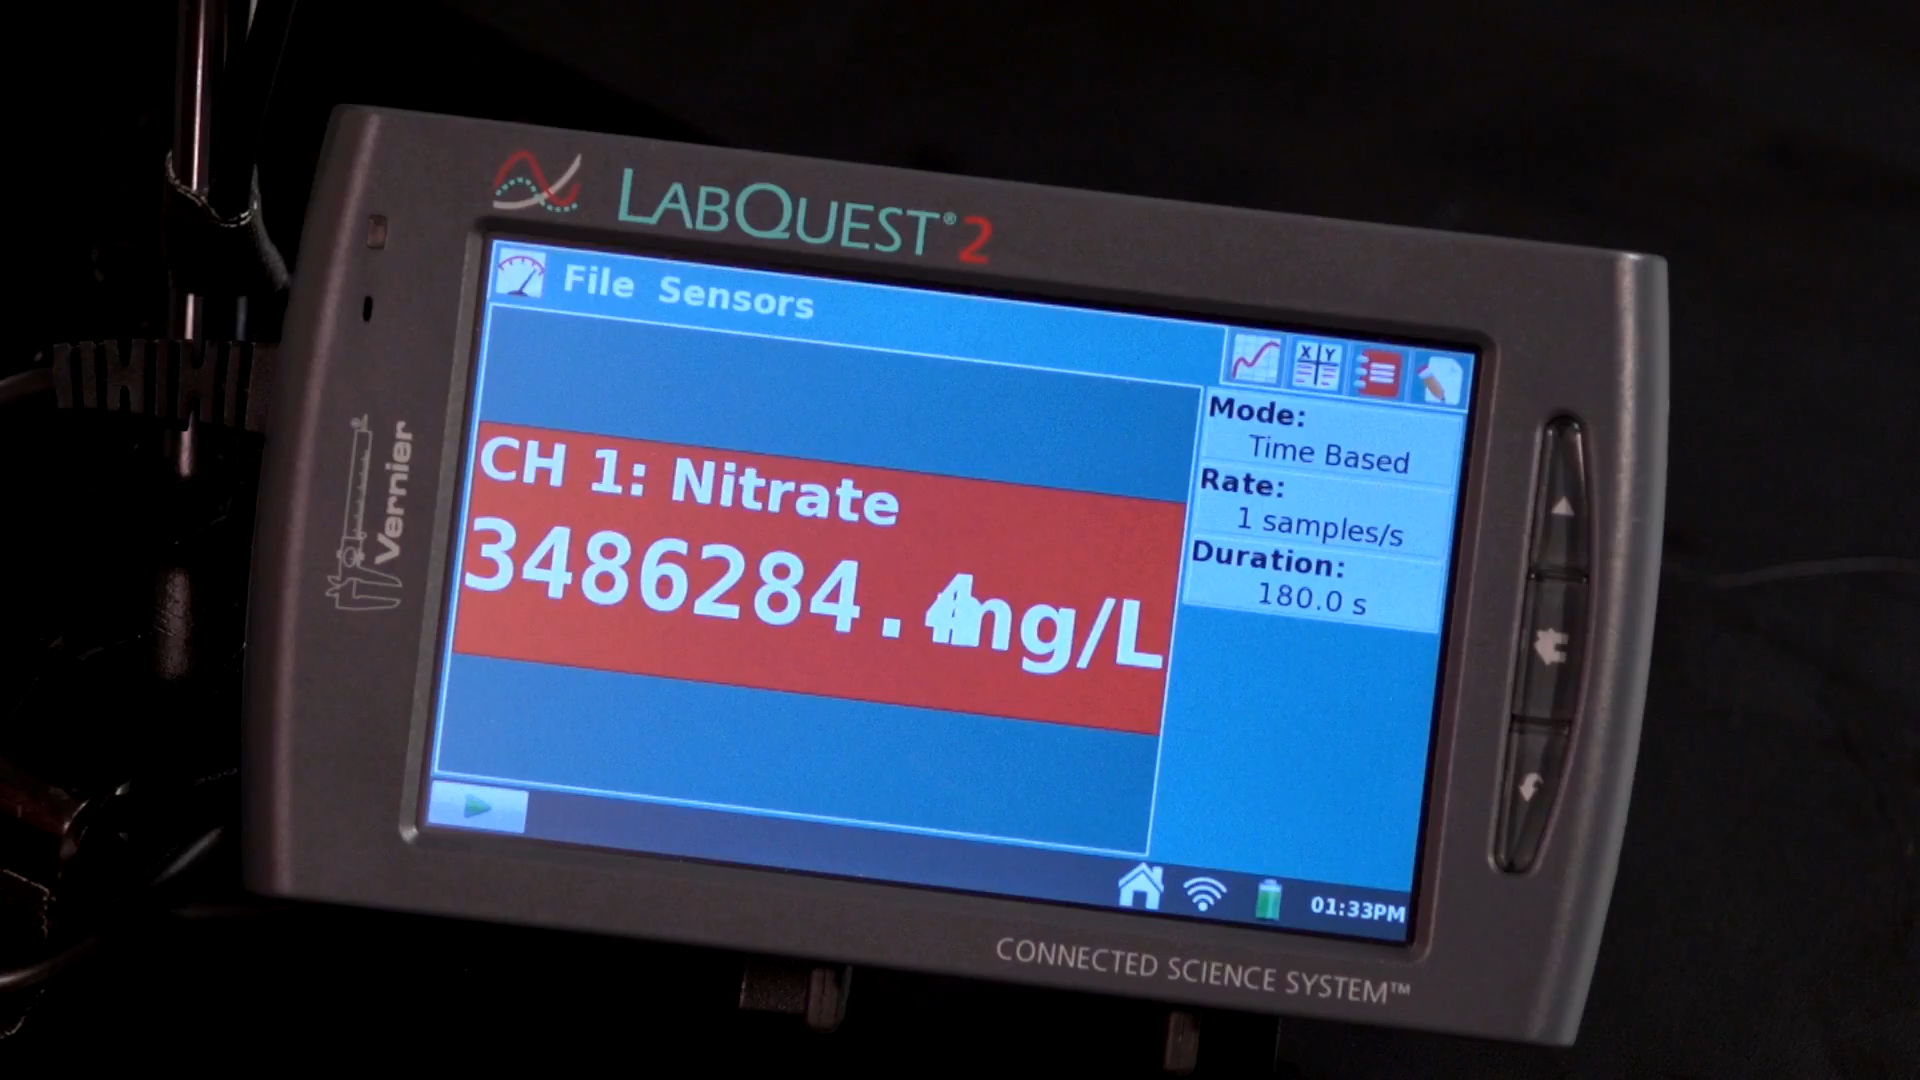 LABQUEST® 2
File Sensors
X Y
Mode:
Time Based
Rate:
1 samples/s
Duration:
180.0 s
CH 1: Nitrate
3486284.4mg/L
Vernier®
01:33PM
CONNECTED SCIENCE SYSTEM™